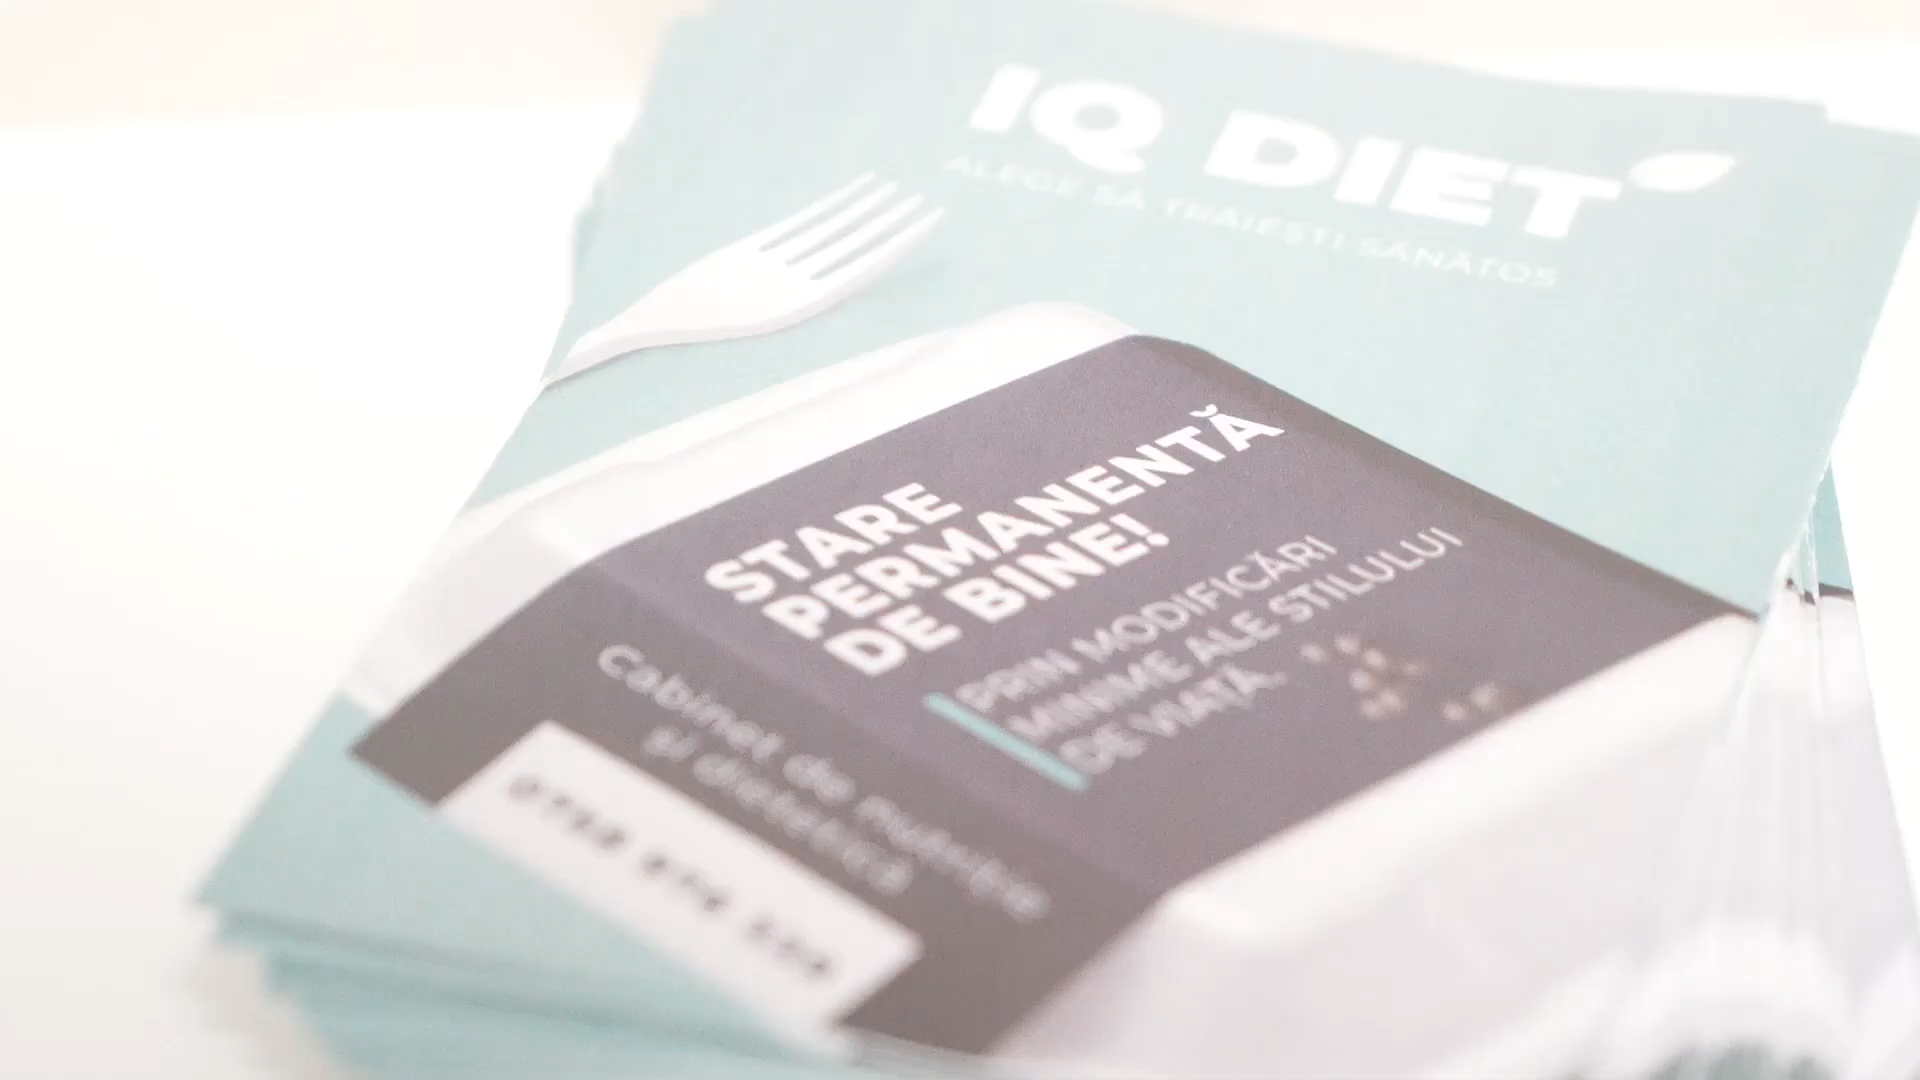 IQ DIET
ALEGE SĂ TRĂIEȘTI SĂNĂTOS
STARE
PERMANENTĂ
DE BINE!
PRIN MODIFICĂRI
MINIME ALE STILULUI
DE VIAȚĂ.
Cabinet de nutriție
și dietetică